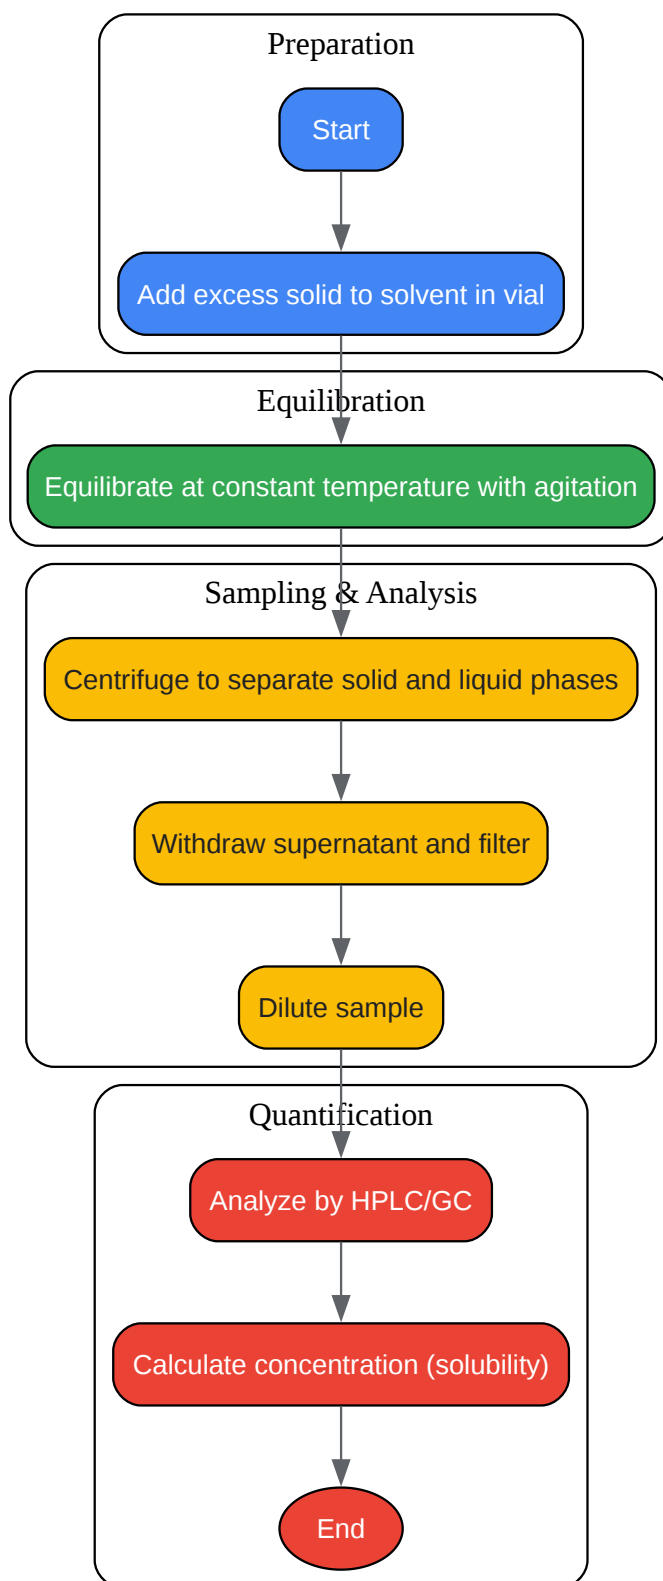 Preparation
Start
Add excess solid to solvent in vial
Equilibration
Equilibrate at constant temperature with agitation
Sampling & Analysis
Centrifuge to separate solid and liquid phases
Withdraw supernatant and filter
Dilute sample
Quantification
Analyze by HPLC/GC
Calculate concentration (solubility)
End